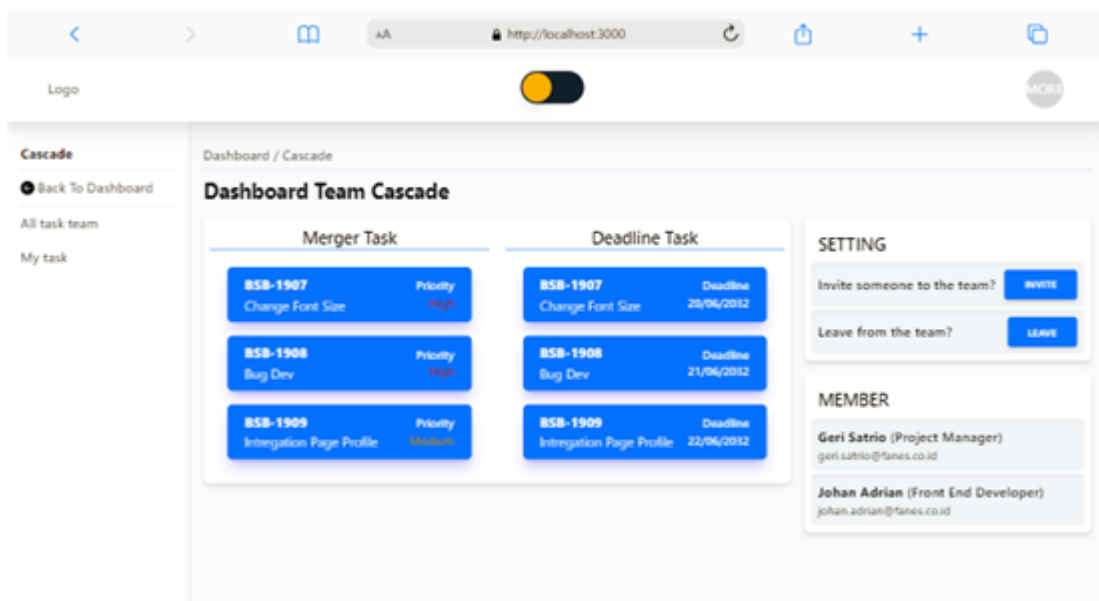 AA http://localhost:3000
Logo
MORE
Cascade
Back To Dashboard
All task team
My task
Dashboard / Cascade
Dashboard Team Cascade
Merger Task
BSB-1907 Priority
Change Font Size High
BSB-1908 Priority
Bug Dev High
BSB-1909 Priority
Intregation Page Profile Medium
Deadline Task
BSB-1907 Deadline
Change Font Size 20/06/2032
BSB-1908 Deadline
Bug Dev 21/06/2032
BSB-1909 Deadline
Intregation Page Profile 22/06/2032
SETTING
Invite someone to the team? INVITE
Leave from the team? LEAVE
MEMBER
Geri Satrio (Project Manager)
geri.satrio@fanes.co.id
Johan Adrian (Front End Developer)
johan.adrian@fanes.co.id